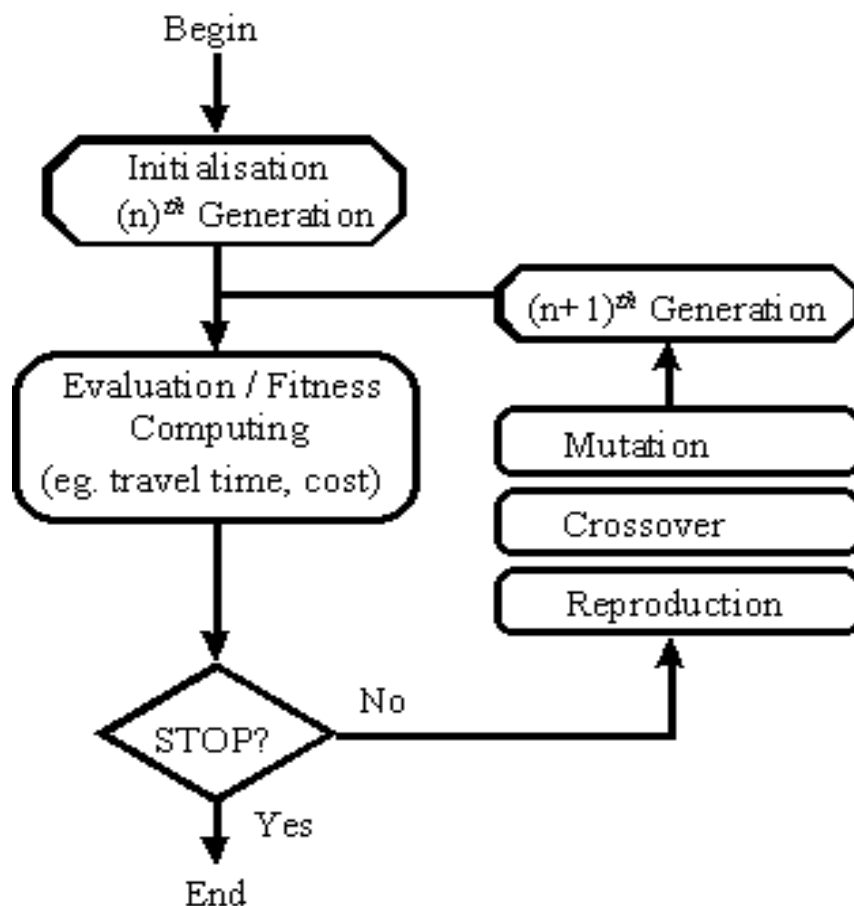 Begin
Initialisation
(n)th Generation
(n+1)th Generation
Evaluation / Fitness
Computing
(eg. travel time, cost)
Mutation
Crossover
Reproduction
No
STOP?
Yes
End